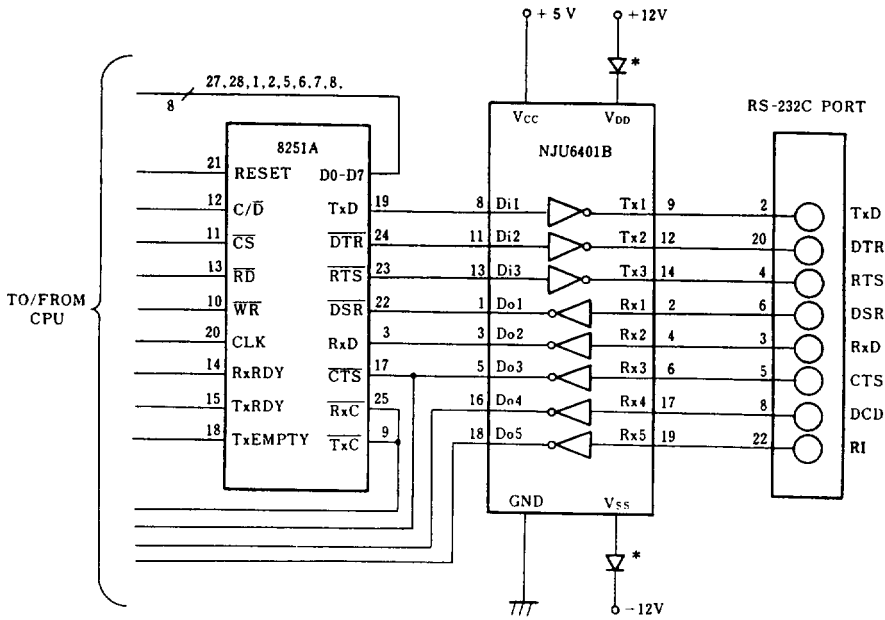 +5V
+12V
*
27,28,1,2,5,6,7,8,
8
VCC
VDD
RS-232C PORT
8251A
NJU6401B
21 RESET D0-D7
12 C/D̅ TxD 19 8 Di1 Tx1 9 2 TxD
11 C̅S̅ D̅T̅R̅ 24 11 Di2 Tx2 12 20 DTR
13 R̅D̅ R̅T̅S̅ 23 13 Di3 Tx3 14 4 RTS
TO/FROM
CPU
10 W̅R̅ D̅S̅R̅ 22 1 Do1 Rx1 2 6 DSR
20 CLK RxD 3 3 Do2 Rx2 4 3 RxD
14 RxRDY C̅T̅S̅ 17 5 Do3 Rx3 6 5 CTS
15 TxRDY R̅x̅C̅ 25 16 Do4 Rx4 17 8 DCD
18 TxEMPTY T̅x̅C̅ 9 18 Do5 Rx5 19 22 RI
GND
VSS
*
-12V